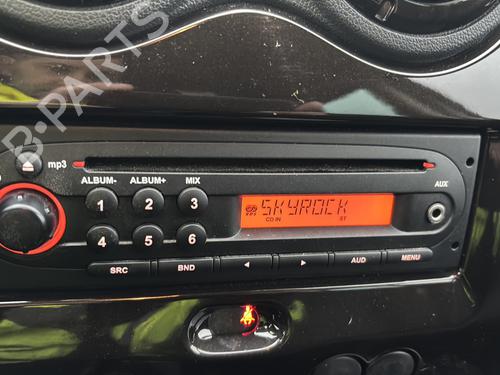 B-PARTS
mp3
ALBUM- ALBUM+ MIX
1 2 3
4 5 6
SKYROCK
CD IN ST
AUX
SRC BND AUD MENU